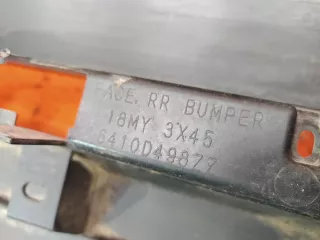 FACE, RR BUMPER
18MY 3X45
6410D49877